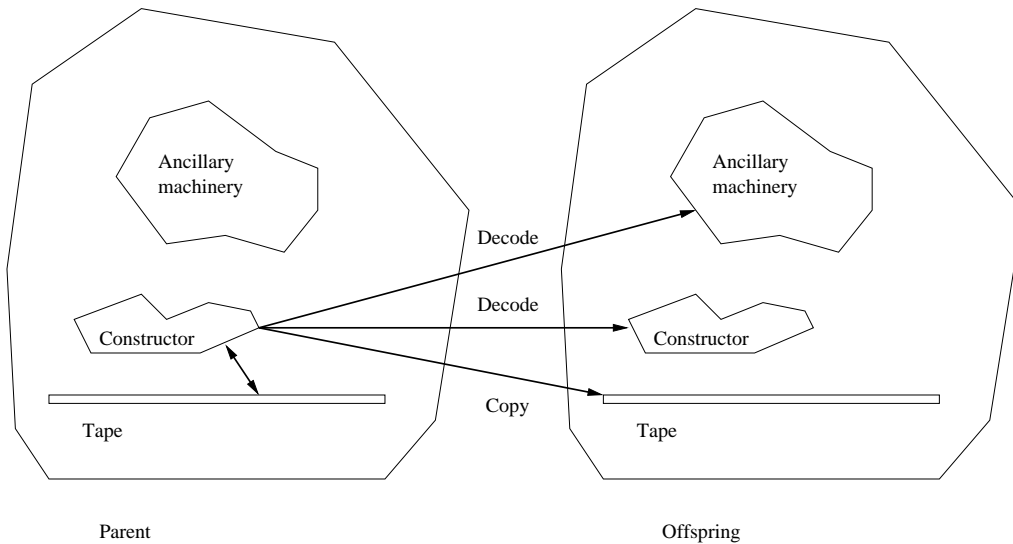 Ancillary
machinery
Ancillary
machinery
Decode
Decode
Constructor
Constructor
Copy
Tape
Tape
Parent
Offspring